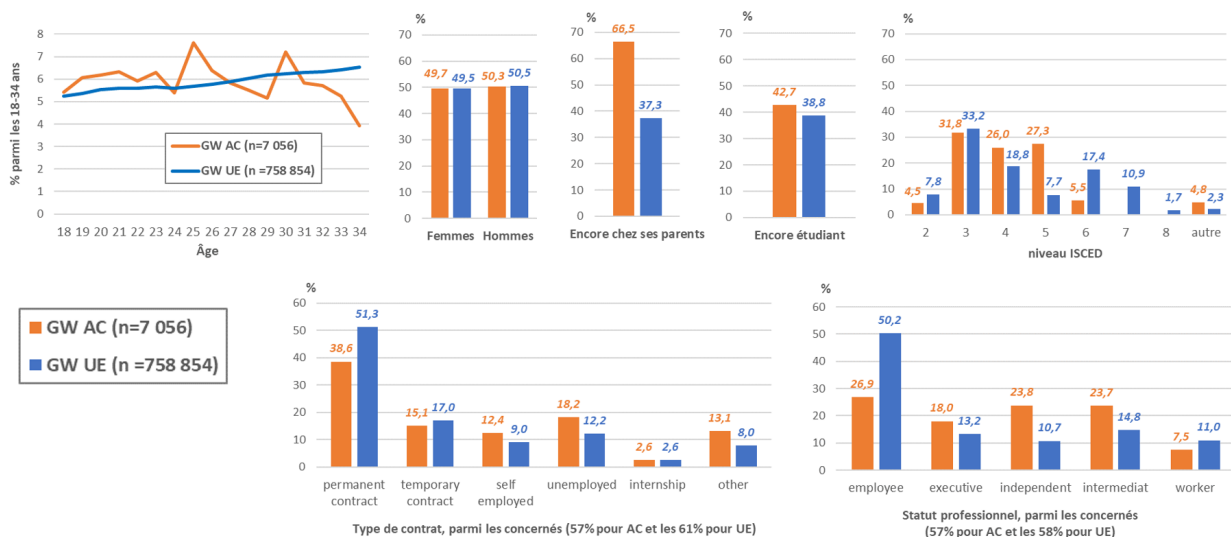 % parmi les 18-34 ans
8
7
6
5
4
3
2
1
0
GW AC (n=7 056)
GW UE (n =758 854)
18 19 20 21 22 23 24 25 26 27 28 29 30 31 32 33 34
Âge
%
70
60
50
40
30
20
10
0
49,7 49,5 50,3 50,5
Femmes Hommes
%
70
60
50
40
30
20
10
0
66,5
37,3
Encore chez ses parents
%
70
60
50
40
30
20
10
0
42,7
38,8
Encore étudiant
%
70
60
50
40
30
20
10
0
4,5 7,8 31,8 33,2 26,0 18,8 27,3 7,7 5,5 17,4 10,9 1,7 4,8 2,3
2 3 4 5 6 7 8 autre
niveau ISCED
GW AC (n=7 056)
GW UE (n =758 854)
%
60
50
40
30
20
10
0
38,6 51,3 15,1 17,0 12,4 9,0 18,2 12,2 2,6 2,6 13,1 8,0
permanent temporary self unemployed internship other
contract contract employed
Type de contrat, parmi les concernés (57% pour AC et les 61% pour UE)
%
60
50
40
30
20
10
0
26,9 50,2 18,0 13,2 23,8 10,7 23,7 14,8 7,5 11,0
employee executive independent intermediat worker
Statut professionnel, parmi les concernés
(57% pour AC et les 58% pour UE)